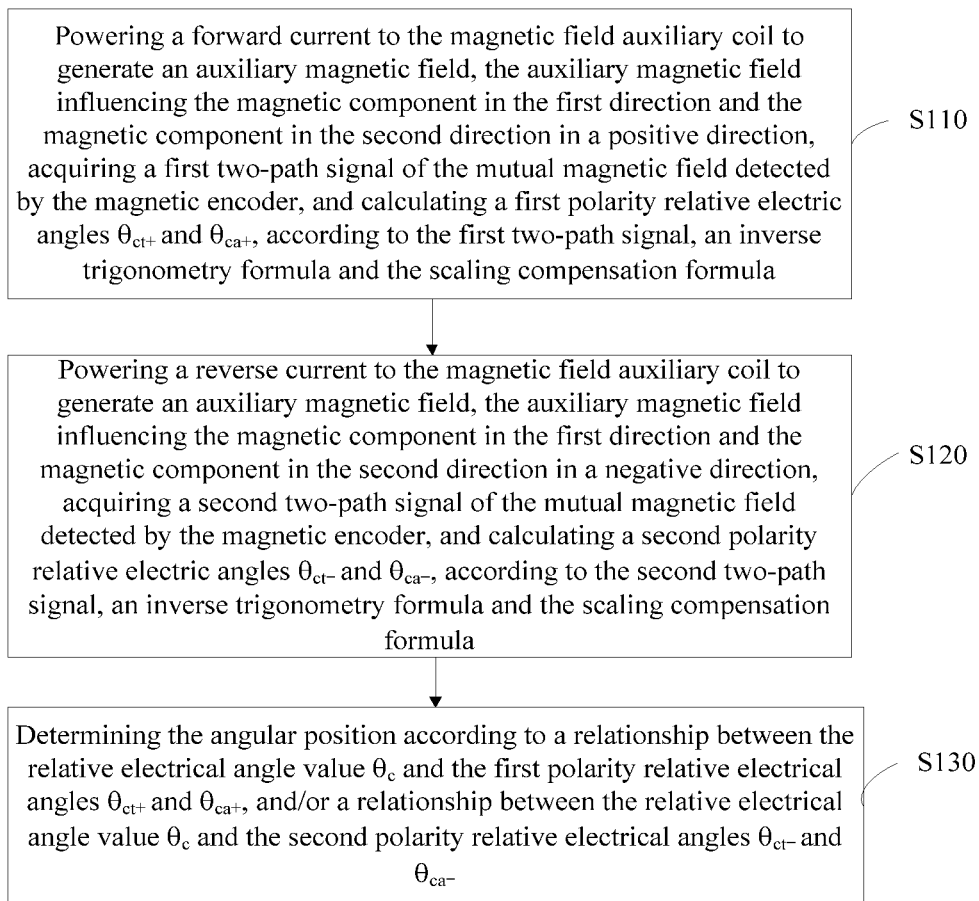 Powering a forward current to the magnetic field auxiliary coil to
generate an auxiliary magnetic field, the auxiliary magnetic field
influencing the magnetic component in the first direction and the
magnetic component in the second direction in a positive direction,
acquiring a first two-path signal of the mutual magnetic field detected
by the magnetic encoder, and calculating a first polarity relative electric
angles θct+ and θca+, according to the first two-path signal, an inverse
trigonometry formula and the scaling compensation formula
S110
Powering a reverse current to the magnetic field auxiliary coil to
generate an auxiliary magnetic field, the auxiliary magnetic field
influencing the magnetic component in the first direction and the
magnetic component in the second direction in a negative direction,
acquiring a second two-path signal of the mutual magnetic field
detected by the magnetic encoder, and calculating a second polarity
relative electric angles θct− and θca−, according to the second two-path
signal, an inverse trigonometry formula and the scaling compensation
formula
S120
Determining the angular position according to a relationship between the
relative electrical angle value θc and the first polarity relative electrical
angles θct+ and θca+, and/or a relationship between the relative electrical
angle value θc and the second polarity relative electrical angles θct− and
θca−
S130